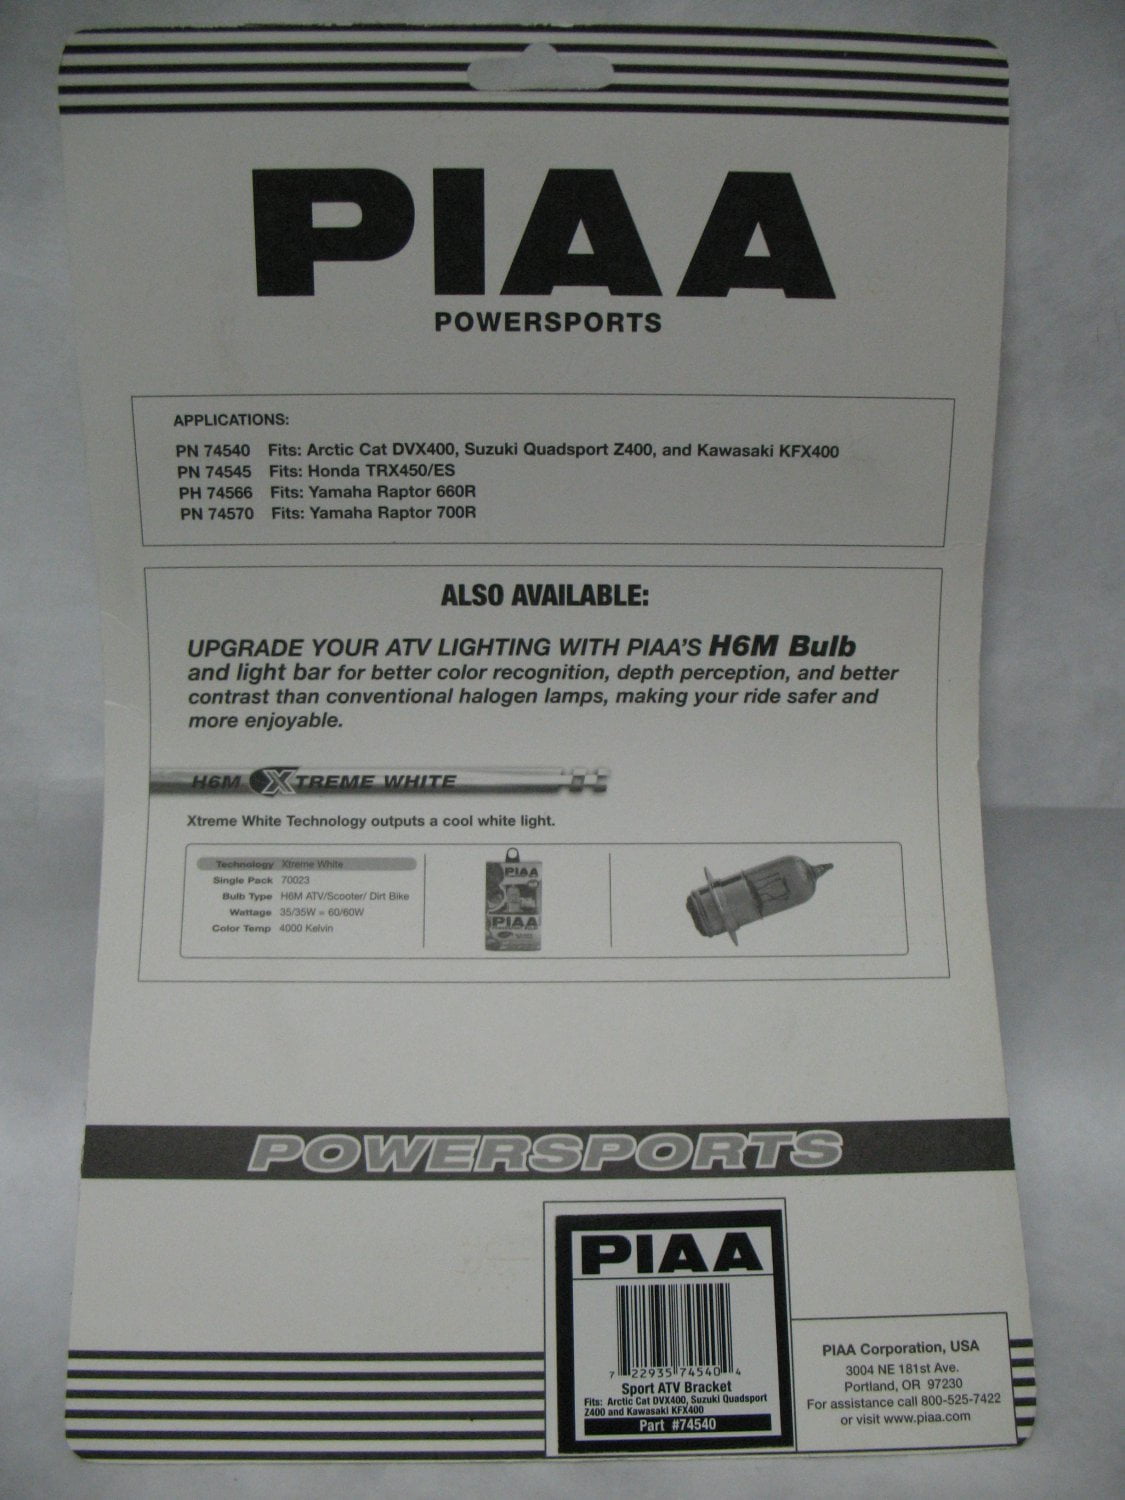 PIAA
POWERSPORTS
APPLICATIONS:
PN 74540 Fits: Arctic Cat DVX400, Suzuki Quadsport Z400, and Kawasaki KFX400
PN 74545 Fits: Honda TRX450/ES
PH 74566 Fits: Yamaha Raptor 660R
PN 74570 Fits: Yamaha Raptor 700R
ALSO AVAILABLE:
UPGRADE YOUR ATV LIGHTING WITH PIAA'S H6M Bulb
and light bar for better color recognition, depth perception, and better
contrast than conventional halogen lamps, making your ride safer and
more enjoyable.
H6M XTREME WHITE
Xtreme White Technology outputs a cool white light.
Technology Xtreme White
Single Pack 70023
Bulb Type H6M ATV/Scooter/ Dirt Bike
Wattage 35/35W = 60/60W
Color Temp 4000 Kelvin
PIAA
PIAA
POWERSPORTS
PIAA
7 22935 74540 4
Sport ATV Bracket
Fits: Arctic Cat DVX400, Suzuki Quadsport
Z400 and Kawasaki KFX400
Part #74540
PIAA Corporation, USA
3004 NE 181st Ave.
Portland, OR 97230
For assistance call 800-525-7422
or visit www.piaa.com